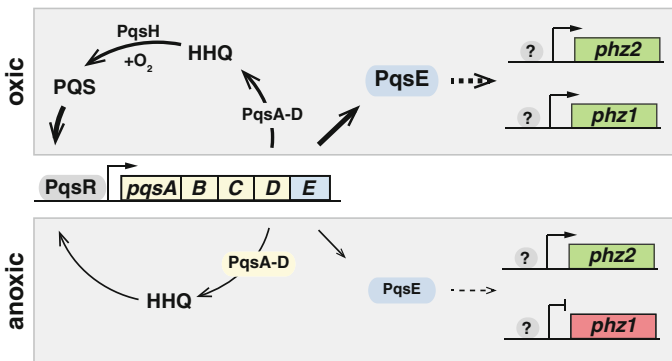 oxic
PqsH
+O₂
HHQ
PQS
PqsA-D
PqsE
?
phz2
?
phz1
PqsR
pqsA B C D E
anoxic
PqsA-D
HHQ
PqsE
?
phz2
?
phz1